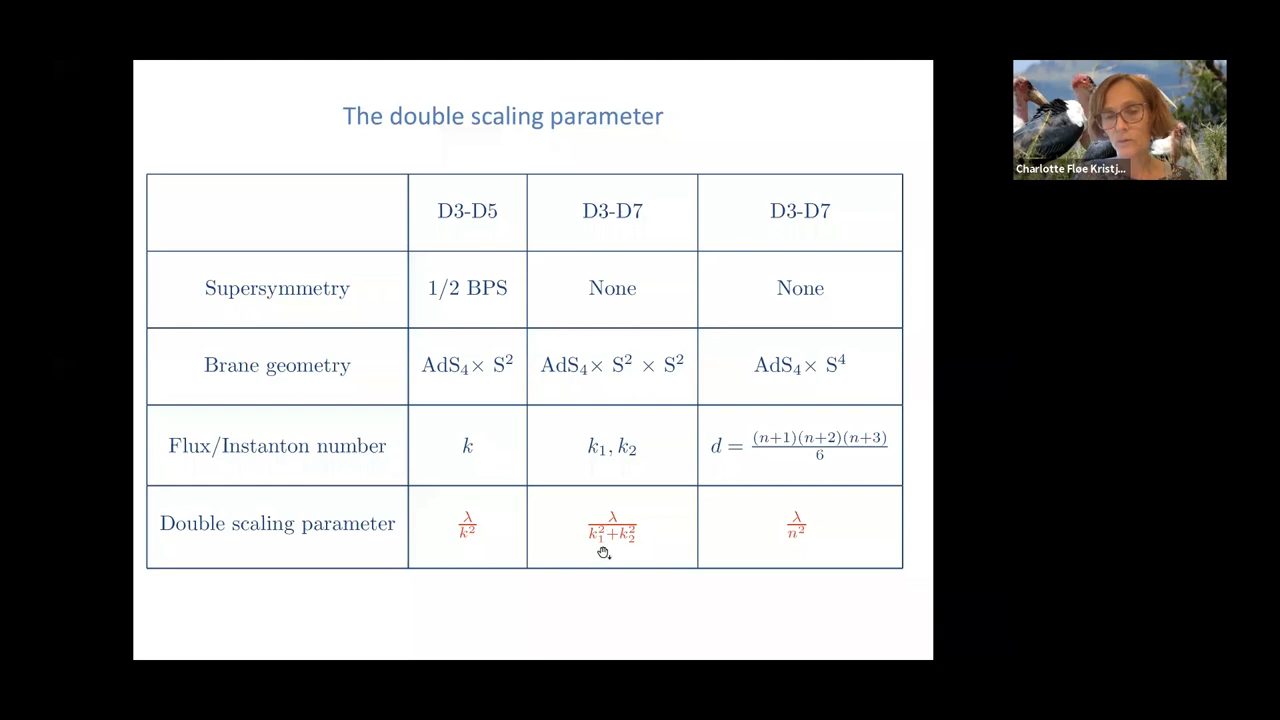 The double scaling parameter
D3-D5 D3-D7 D3-D7
Supersymmetry 1/2 BPS None None
Brane geometry AdS₄× S² AdS₄× S² × S² AdS₄× S⁴
Flux/Instanton number k k₁, k₂ d = (n+1)(n+2)(n+3)/6
Double scaling parameter λ/k² λ/(k₁²+k₂²) λ/n²
Charlotte Fløe Kristj...